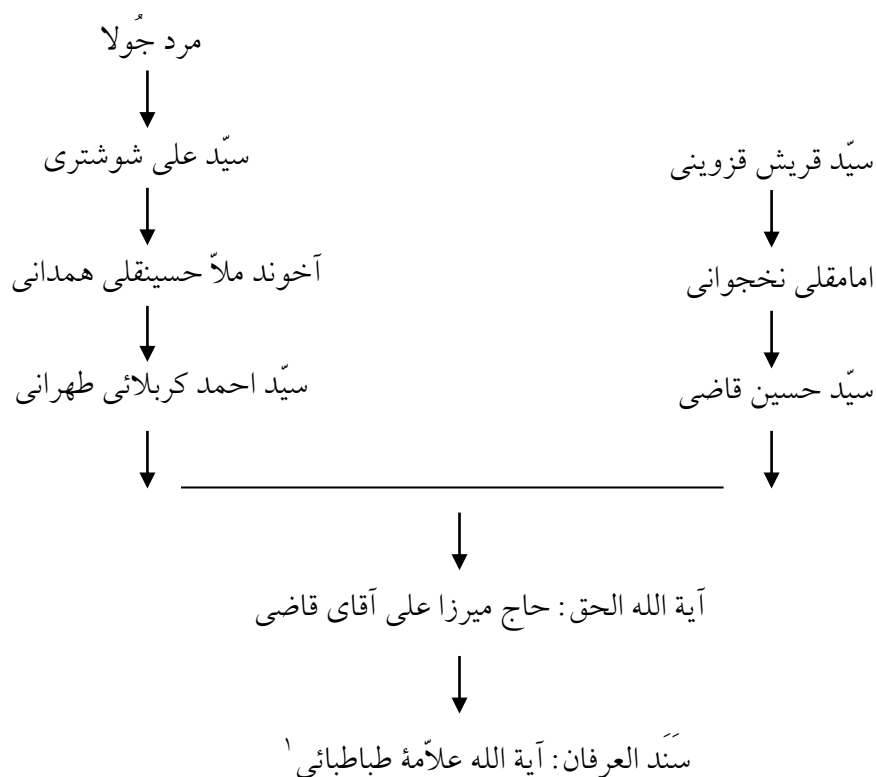 مرد جُولا
سیّد علی شوشتری
سیّد قریش قزوینی
آخوند ملاّ حسینقلی همدانی
امامقلی نخجوانی
سیّد احمد کربلائی طهرانی
سیّد حسین قاضی
آیة الله الحق: حاج میرزا علی آقای قاضی
سَنَد العرفان: آیة الله علاّمۀ طباطبائی ۱